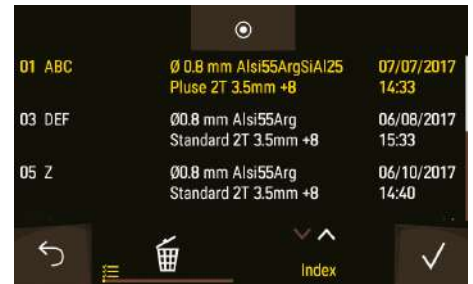 01 ABC Ø 0.8 mm Alsi55ArgSiAl25 07/07/2017
Pluse 2T 3.5mm +8 14:33
03 DEF Ø0.8 mm Alsi55Arg 06/08/2017
Standard 2T 3.5mm +8 15:33
05 Z Ø0.8 mm Alsi55Arg 06/10/2017
Standard 2T 3.5mm +8 14:40
Index